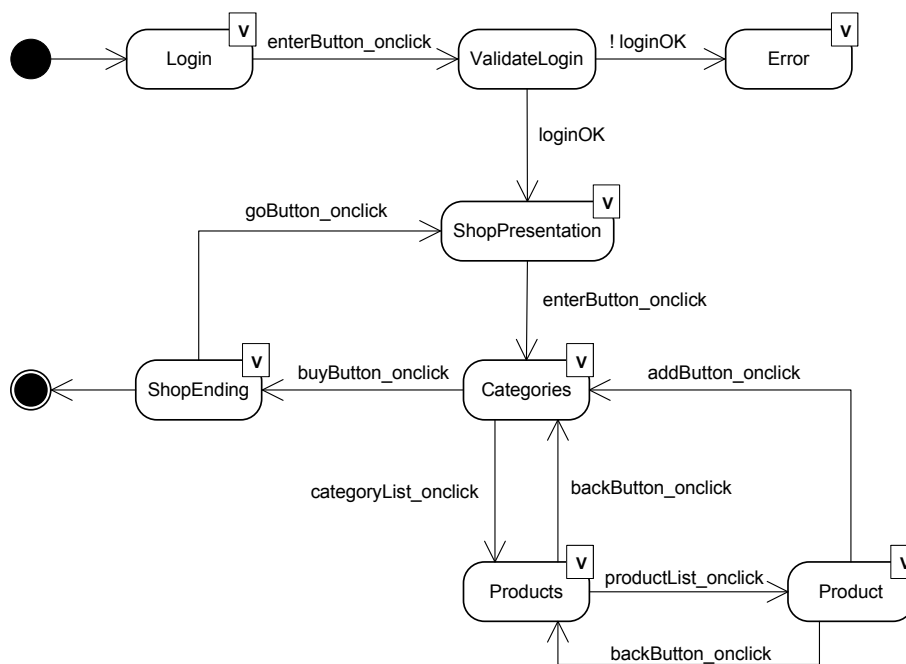 V
V
enterButton_onclick
! loginOK
Login
ValidateLogin
Error
loginOK
V
goButton_onclick
ShopPresentation
enterButton_onclick
V
V
buyButton_onclick
addButton_onclick
ShopEnding
Categories
categoryList_onclick
backButton_onclick
V
V
productList_onclick
Products
Product
backButton_onclick